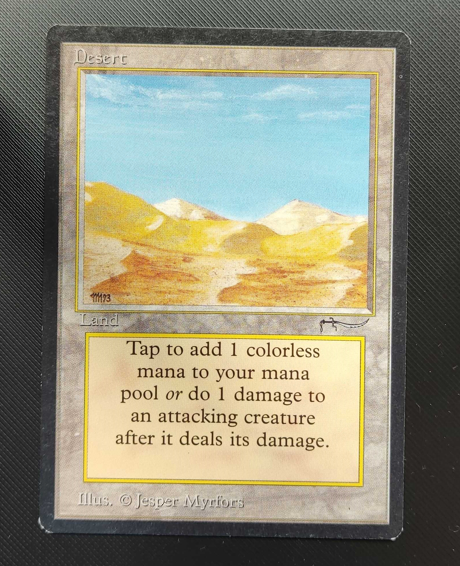 Desert
M93
Land
Tap to add 1 colorless
mana to your mana
pool or do 1 damage to
an attacking creature
after it deals its damage.
Illus. © Jesper Myrfors